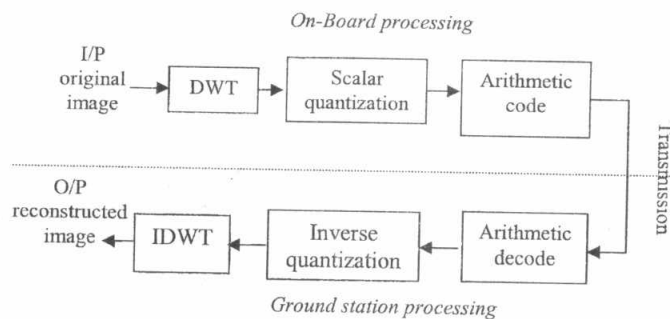 On-Board processing
I/P
original
image
DWT
Scalar
quantization
Arithmetic
code
Transmission
O/P
reconstructed
image
IDWT
Inverse
quantization
Arithmetic
decode
Ground station processing